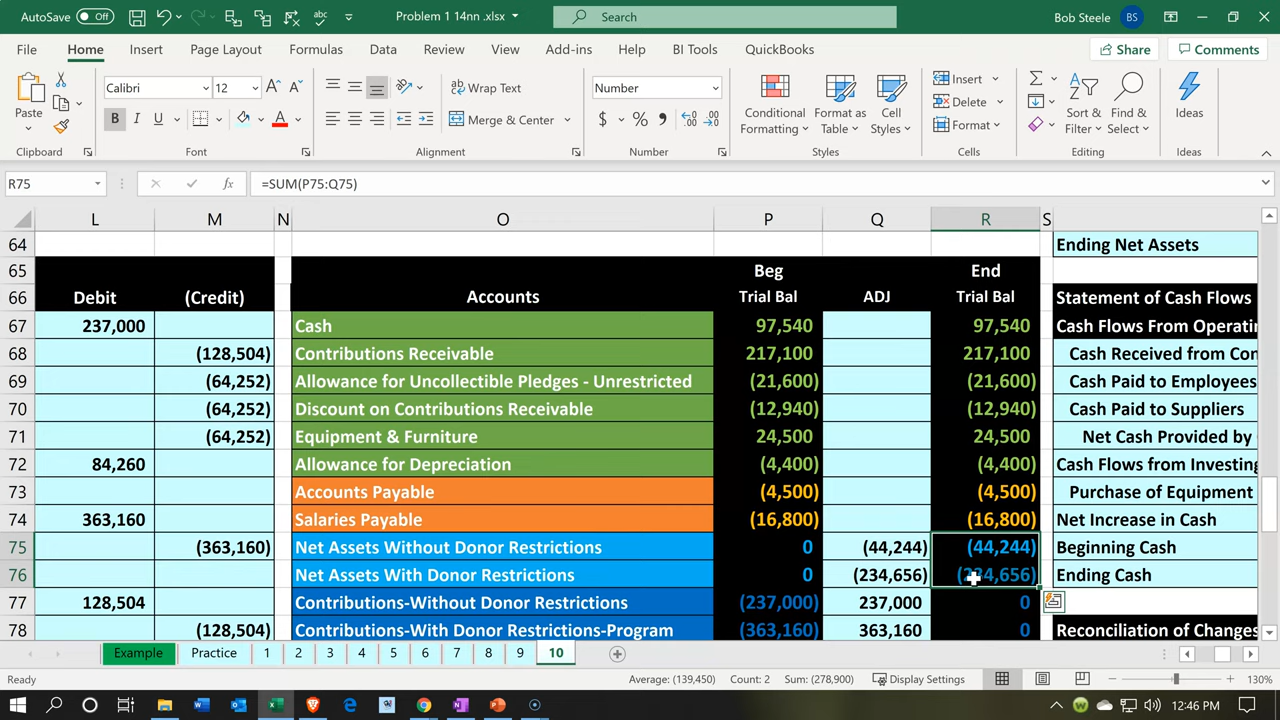 AutoSave Off Problem 1 14nn .xlsx Search Bob Steele BS
File Home Insert Page Layout Formulas Data Review View Add-ins Help BI Tools QuickBooks Share Comments
Paste Calibri 12 Wrap Text Number Conditional Formatting Format as Table Cell Styles Insert Sort & Filter Find & Select Ideas
B I U Merge & Center $ % Delete
Format
Clipboard Font Alignment Number Styles Cells Editing Ideas
R75 fx =SUM(P75:Q75)
L M N O P Q R S
64 Ending Net Assets
65 Beg End
66 Debit (Credit) Accounts Trial Bal ADJ Trial Bal Statement of Cash Flows
67 237,000 Cash 97,540 97,540 Cash Flows From Operatin
68 (128,504) Contributions Receivable 217,100 217,100 Cash Received from Con
69 (64,252) Allowance for Uncollectible Pledges - Unrestricted (21,600) (21,600) Cash Paid to Employees
70 (64,252) Discount on Contributions Receivable (12,940) (12,940) Cash Paid to Suppliers
71 (64,252) Equipment & Furniture 24,500 24,500 Net Cash Provided by
72 84,260 Allowance for Depreciation (4,400) (4,400) Cash Flows from Investing
73 Accounts Payable (4,500) (4,500) Purchase of Equipment
74 363,160 Salaries Payable (16,800) (16,800) Net Increase in Cash
75 (363,160) Net Assets Without Donor Restrictions 0 (44,244) (44,244) Beginning Cash
76 Net Assets With Donor Restrictions 0 (234,656) (234,656) Ending Cash
77 128,504 Contributions-Without Donor Restrictions (237,000) 237,000 0
78 (128,504) Contributions-With Donor Restrictions-Program (363,160) 363,160 0 Reconciliation of Changes
Example Practice 1 2 3 4 5 6 7 8 9 10
Ready Average: (139,450) Count: 2 Sum: (278,900) Display Settings 130%
12:46 PM